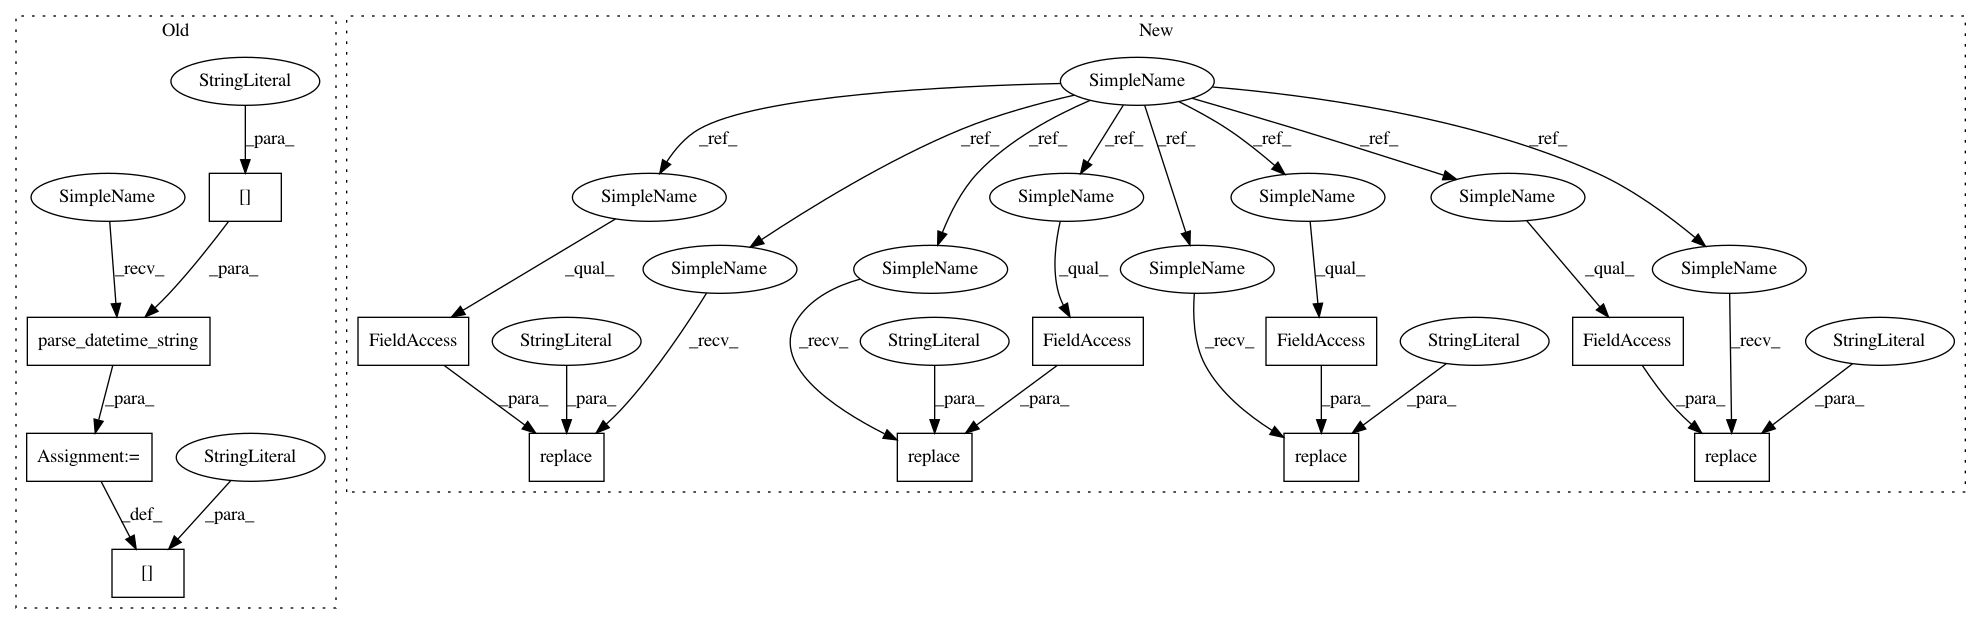 Old
New
StringLiteral
SimpleName
_para_
_ref_
_ref_
_ref_
_ref_
_ref_
_ref_
_ref_
_ref_
SimpleName
[]
SimpleName
SimpleName
SimpleName
SimpleName
_recv_
_para_
_qual_
SimpleName
SimpleName
_qual_
SimpleName
_qual_
_qual_
SimpleName
parse_datetime_string
FieldAccess
StringLiteral
_recv_
_recv_
StringLiteral
FieldAccess
_recv_
FieldAccess
StringLiteral
FieldAccess
_recv_
StringLiteral
_para_
_para_
_para_
_para_
_para_
_para_
_para_
_para_
_para_
Assignment:=
StringLiteral
replace
replace
replace
replace
_def_
_para_
[]